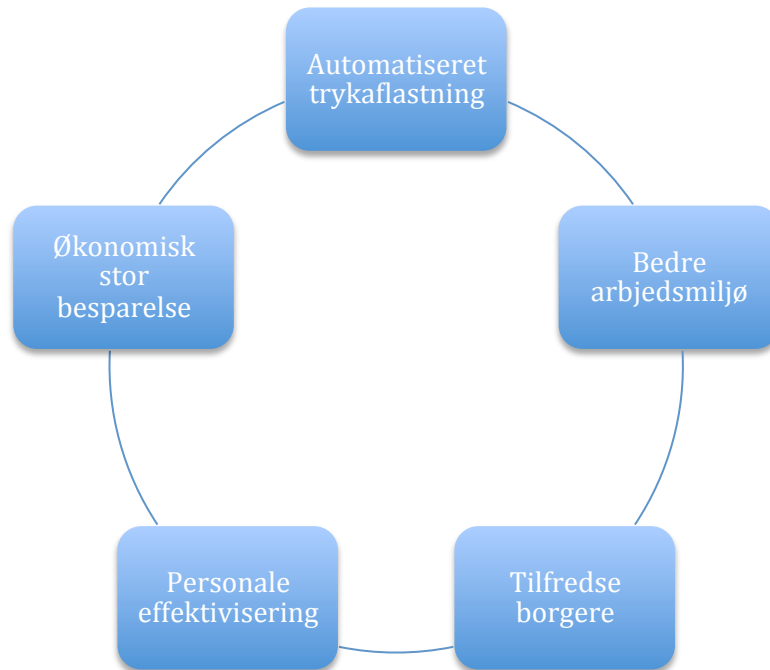 Automatiseret
trykaflastning
Bedre
arbjedsmiljø
Tilfredse
borgere
Personale
effektivisering
Økonomisk
stor
besparelse